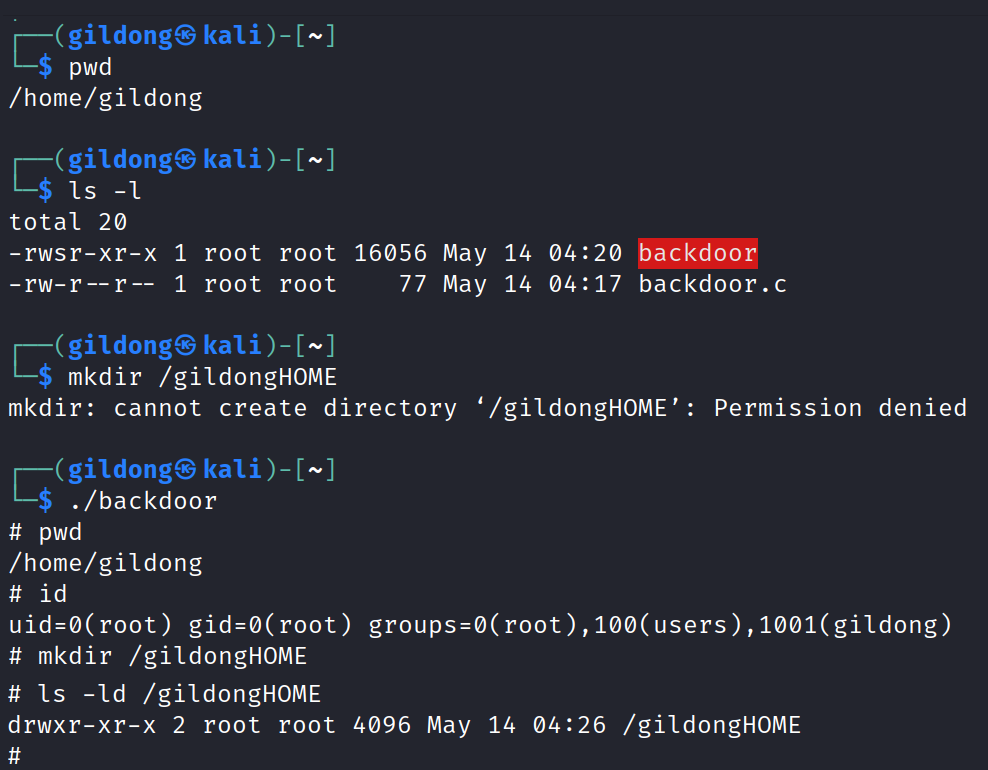 ┌──(gildong㉿kali)-[~]
└─$ pwd
/home/gildong
┌──(gildong㉿kali)-[~]
└─$ ls -l
total 20
-rwsr-xr-x 1 root root 16056 May 14 04:20 backdoor
-rw-r--r-- 1 root root    77 May 14 04:17 backdoor.c
┌──(gildong㉿kali)-[~]
└─$ mkdir /gildongHOME
mkdir: cannot create directory ‘/gildongHOME’: Permission denied
┌──(gildong㉿kali)-[~]
└─$ ./backdoor
# pwd
/home/gildong
# id
uid=0(root) gid=0(root) groups=0(root),100(users),1001(gildong)
# mkdir /gildongHOME
# ls -ld /gildongHOME
drwxr-xr-x 2 root root 4096 May 14 04:26 /gildongHOME
#